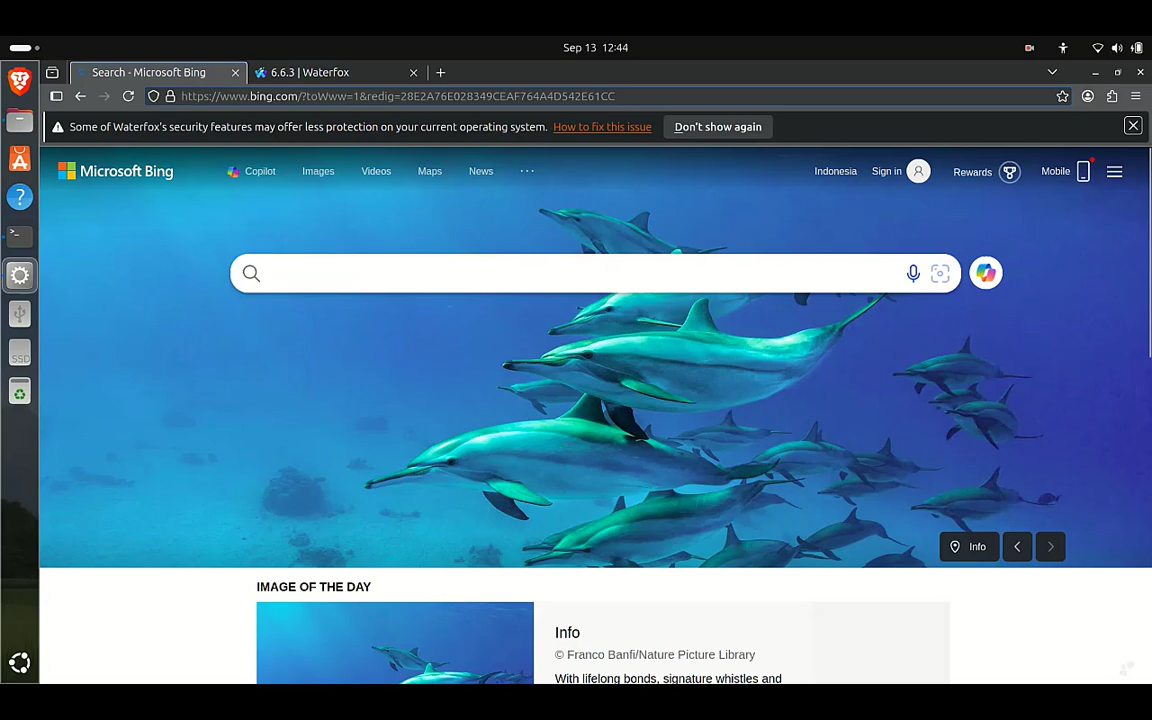 Sep 13 12:44
Search - Microsoft Bing
6.6.3 | Waterfox
https://www.bing.com/?toWww=1&redig=28E2A76E028349CEAF764A4D542E61CC
Some of Waterfox's security features may offer less protection on your current operating system. How to fix this issue Don't show again
Microsoft Bing
Copilot Images Videos Maps News ...
Indonesia Sign in Rewards Mobile
SSD
Info
IMAGE OF THE DAY
Info
© Franco Banfi/Nature Picture Library
With lifelong bonds, signature whistles and